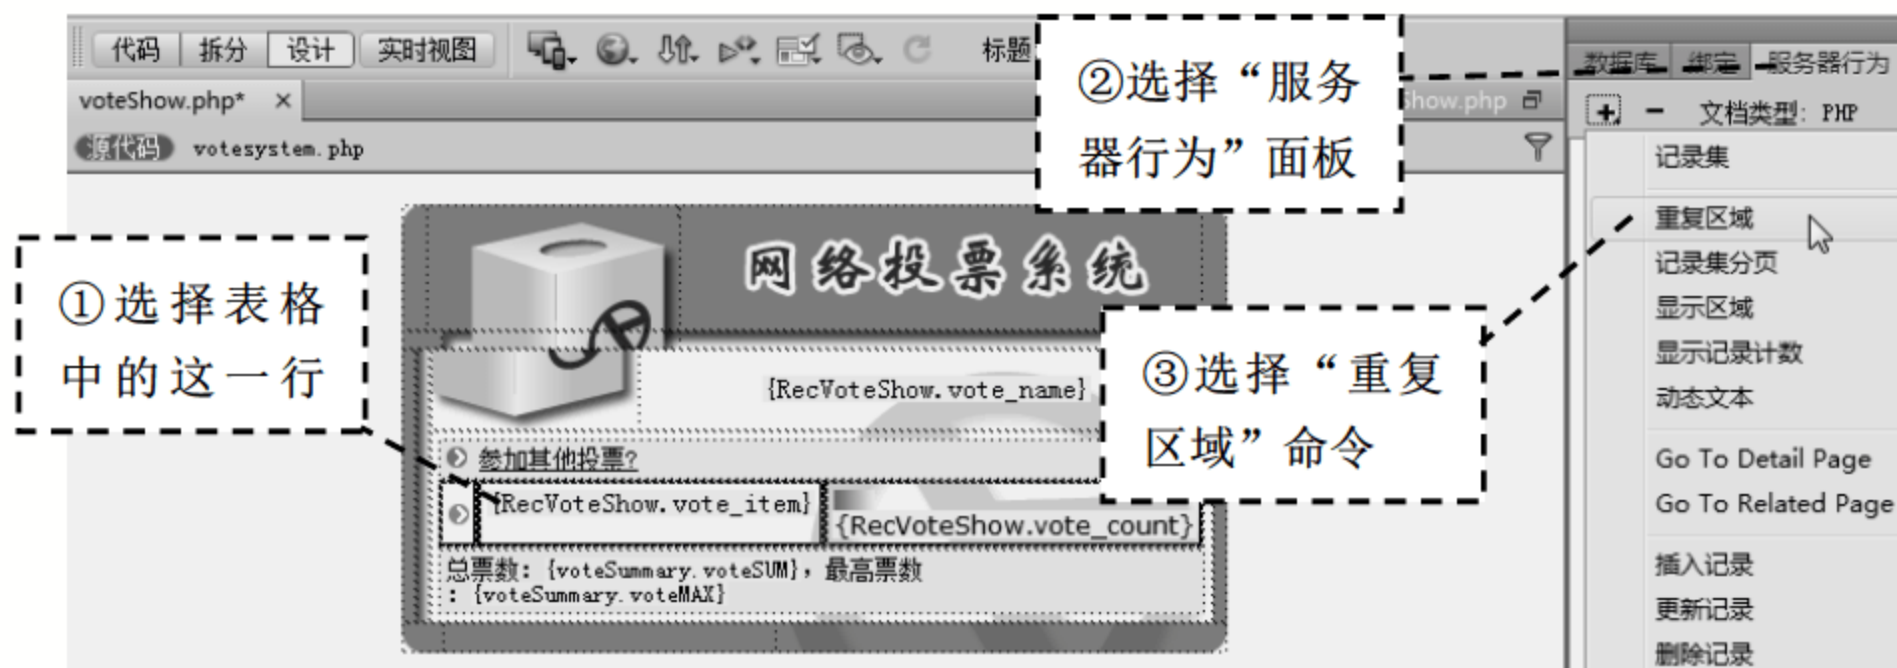 代码 拆分 设计 实时视图 标题
voteShow.php* ×
源代码 votesystem.php
②选择“服务
器行为”面板
Show.php
数据库 绑定 服务器行为
+ − 文档类型: PHP
记录集
重复区域
记录集分页
显示区域
显示记录计数
动态文本
Go To Detail Page
Go To Related Page
插入记录
更新记录
删除记录
①选择表格
中的这一行
网络投票系统
③选择“重复
区域”命令
{RecVoteShow.vote_name}
参加其他投票?
{RecVoteShow.vote_item}
{RecVoteShow.vote_count}
总票数: {voteSummary.voteSUM}, 最高票数
: {voteSummary.voteMAX}